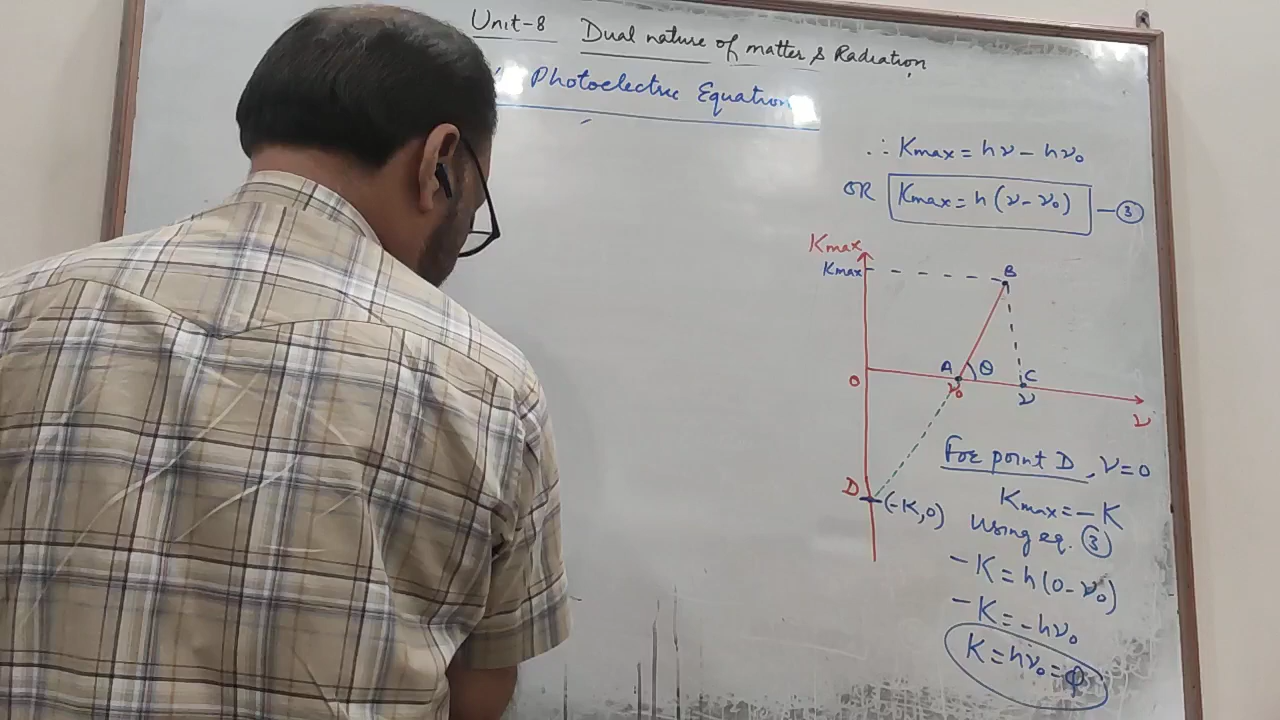 Unit-8 Dual nature of matter & Radiation
Photoelectric Equation
∴ Kmax = hν - hν₀
OR Kmax = h (ν - ν₀) — ③
Kmax
Kmax
B
A θ C
O ν₀ ν
ν
D (-K,0)
For point D, ν=0
Kmax = -K
Using eq. ③
-K = h(0-ν₀)
-K = -hν₀
K = hν₀ = φ